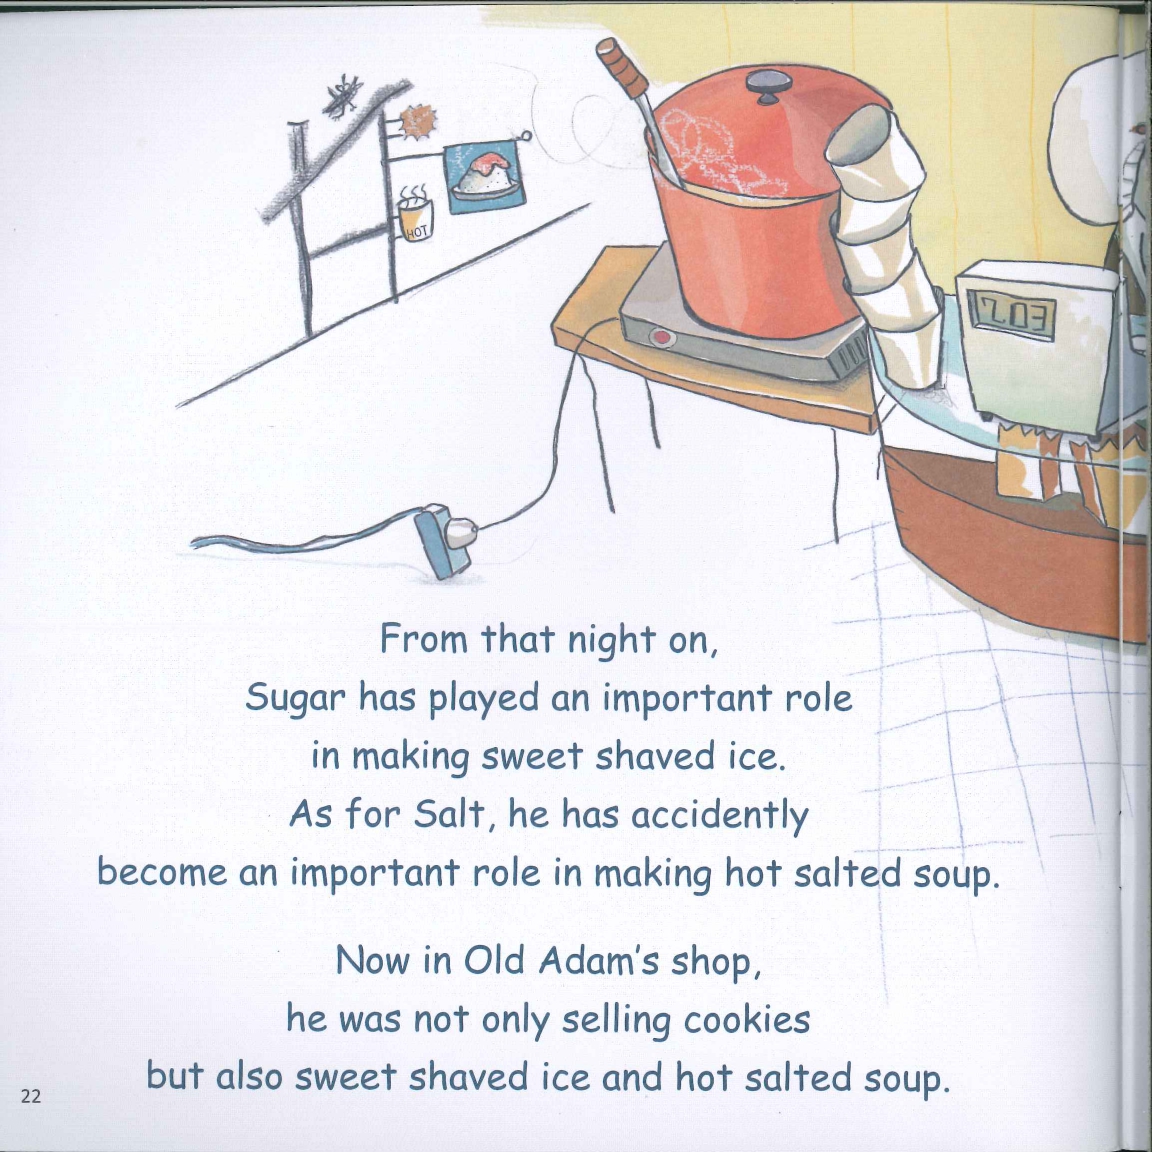 HOT
12:03
From that night on,
Sugar has played an important role
in making sweet shaved ice.
As for Salt, he has accidently
become an important role in making hot salted soup.
Now in Old Adam's shop,
he was not only selling cookies
but also sweet shaved ice and hot salted soup.
22